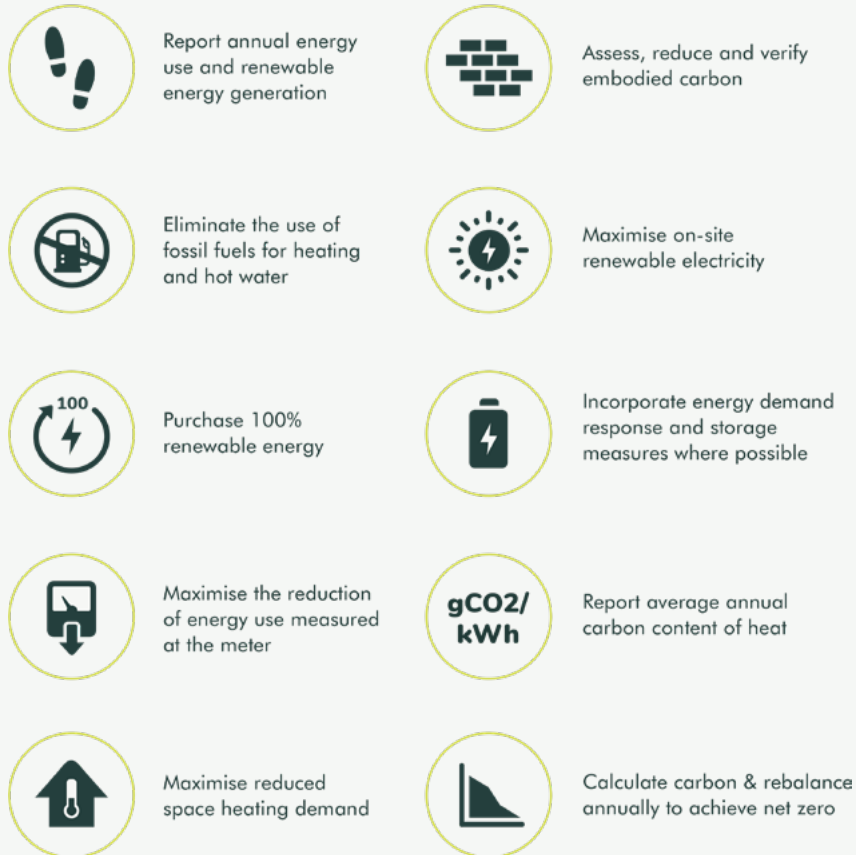 Report annual energy
use and renewable
energy generation
Assess, reduce and verify
embodied carbon
Eliminate the use of
fossil fuels for heating
and hot water
Maximise on-site
renewable electricity
100
Purchase 100%
renewable energy
Incorporate energy demand
response and storage
measures where possible
Maximise the reduction
of energy use measured
at the meter
gCO2/
kWh
Report average annual
carbon content of heat
Maximise reduced
space heating demand
Calculate carbon & rebalance
annually to achieve net zero